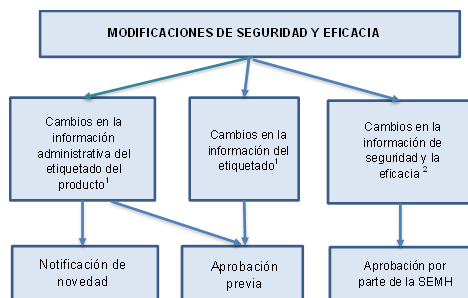 MODIFICACIONES DE SEGURIDAD Y EFICACIA
Cambios en la
información
administrativa del
etiquetado del
producto1
Cambios en la
información del
etiquetado1
Cambios en la
información de
seguridad y la
eficacia 2
Notificación de
novedad
Aprobación
previa
Aprobación por
parte de la SEMH